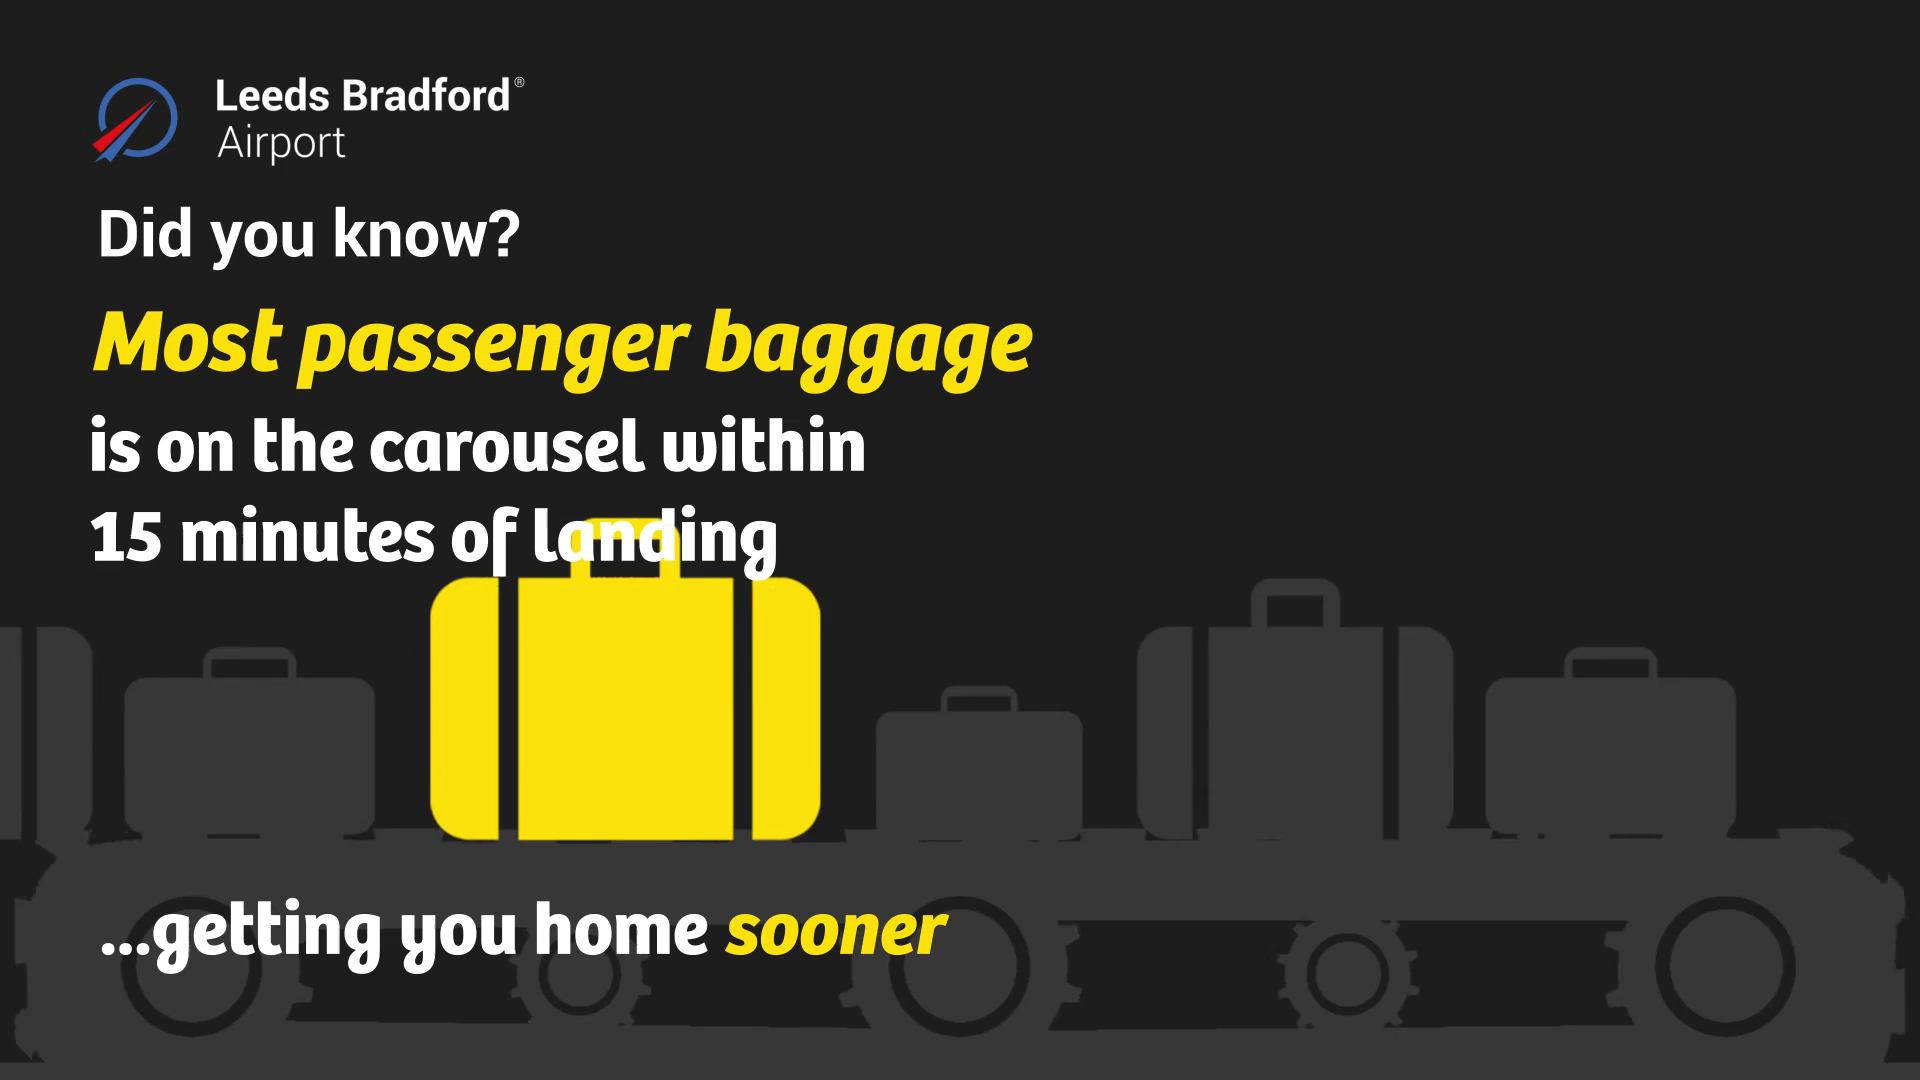 Leeds Bradford®
Airport
Did you know?
Most passenger baggage
is on the carousel within
15 minutes of landing
...getting you home sooner